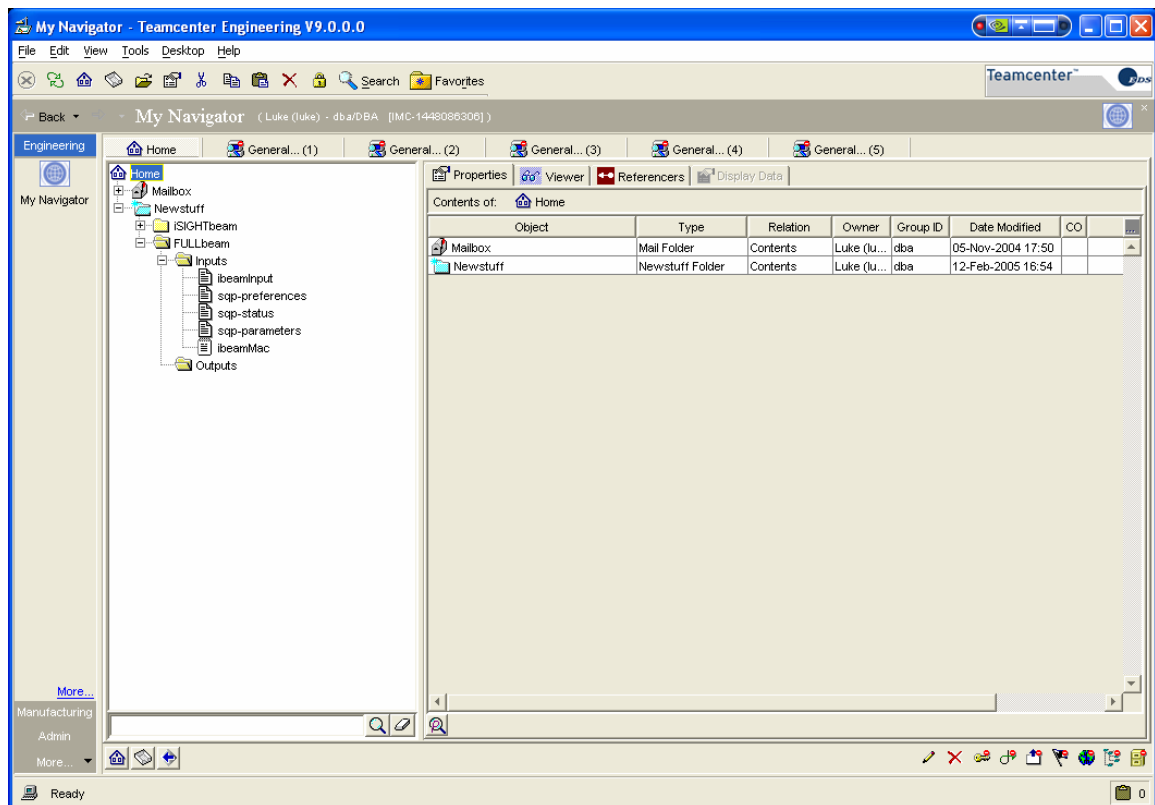 My Navigator - Teamcenter Engineering V9.0.0.0
File Edit View Tools Desktop Help
Search Favorites
Teamcenter™ EDS
Back My Navigator ( Luke (luke) - dba/DBA [IMC-1448086306] )
Engineering
My Navigator
Home General... (1) General... (2) General... (3) General... (4) General... (5)
Home
Mailbox
Newstuff
iSIGHTbeam
FULLbeam
Inputs
ibeamInput
sqp-preferences
sqp-status
sqp-parameters
ibeamMac
Outputs
Properties Viewer Referencers Display Data
Contents of: Home
Object Type Relation Owner Group ID Date Modified CO ...
Mailbox Mail Folder Contents Luke (lu... dba 05-Nov-2004 17:50
Newstuff Newstuff Folder Contents Luke (lu... dba 12-Feb-2005 16:54
More...
Manufacturing
Admin
More...
Ready
0